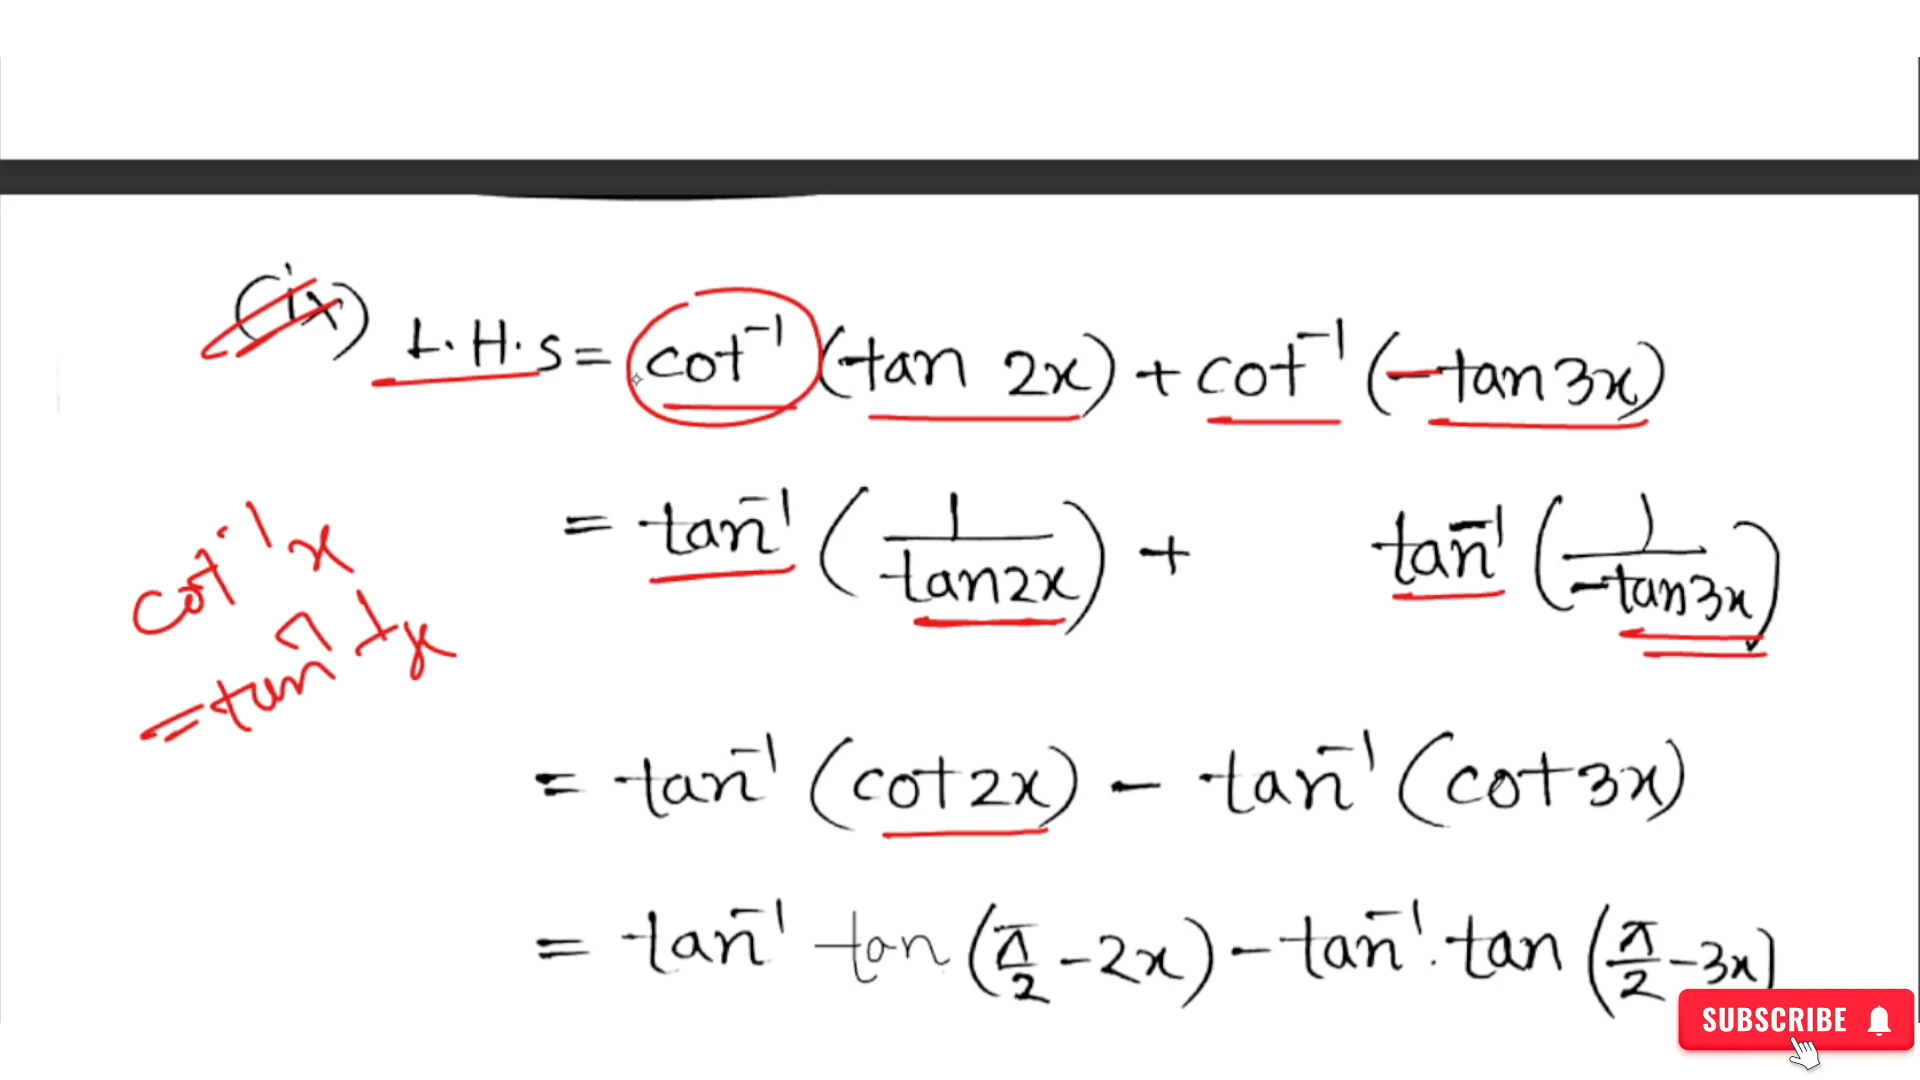 (ix) L.H.S = cot⁻¹ (tan 2x) + cot⁻¹ (-tan 3x)
= tan⁻¹ (1/tan2x) + tan⁻¹ (1/-tan3x)
cot⁻¹ x
= tan⁻¹ 1/x
= tan⁻¹ (cot2x) - tan⁻¹ (cot3x)
= tan⁻¹ tan (π/2 - 2x) - tan⁻¹. tan (π/2 - 3x)
SUBSCRIBE